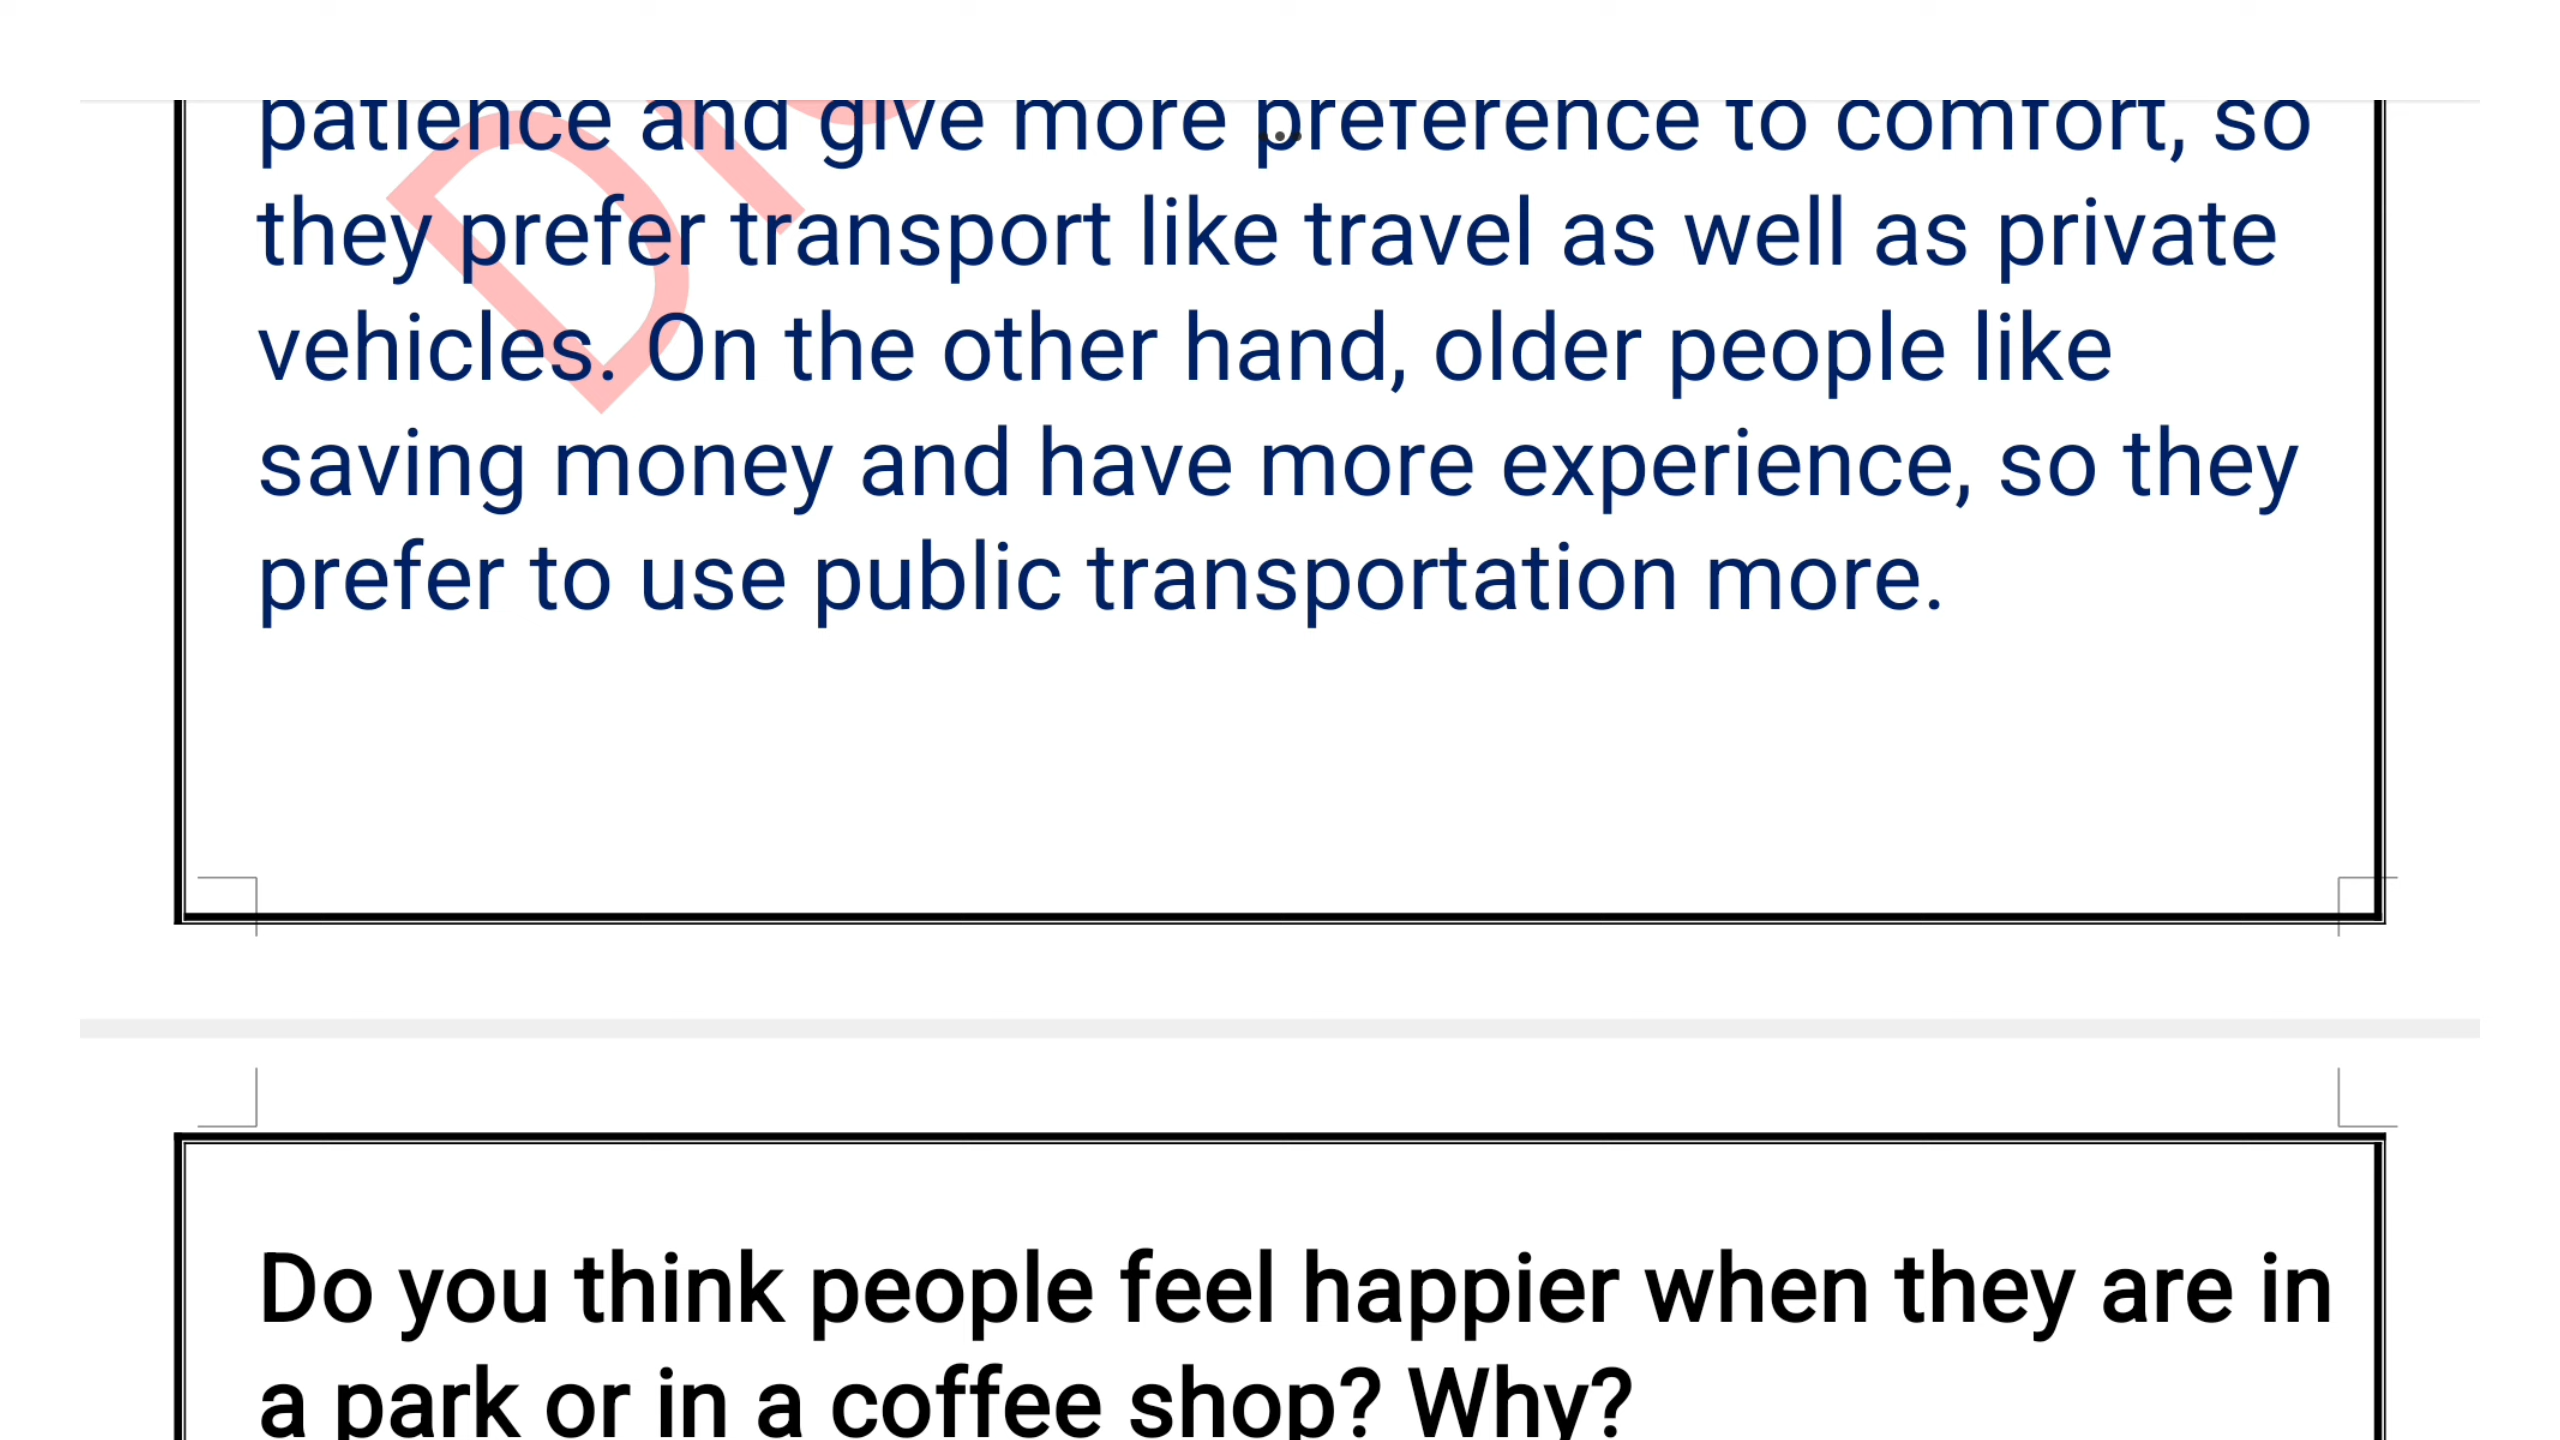 patience and give more preference to comfort, so
they prefer transport like travel as well as private
vehicles. On the other hand, older people like
saving money and have more experience, so they
prefer to use public transportation more.
Do you think people feel happier when they are in
a park or in a coffee shop? Why?